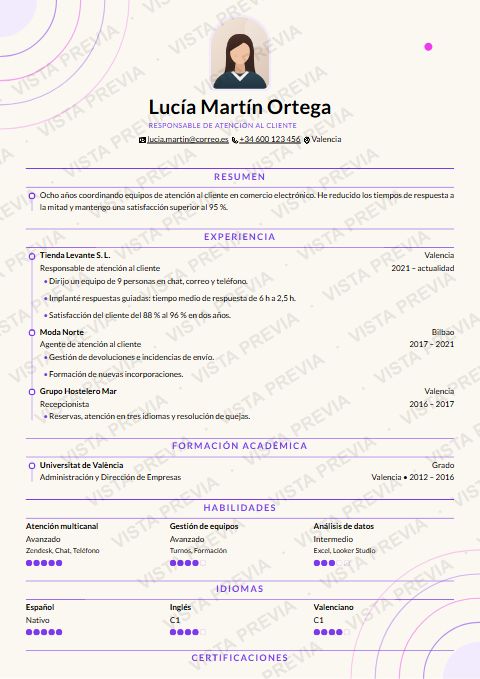 Lucía Martín Ortega
RESPONSABLE DE ATENCIÓN AL CLIENTE
lucia.martin@correo.es +34 600 123 456 Valencia
RESUMEN
Ocho años coordinando equipos de atención al cliente en comercio electrónico. He reducido los tiempos de respuesta a
la mitad y mantengo una satisfacción superior al 95 %.
EXPERIENCIA
Tienda Levante S. L. Valencia
Responsable de atención al cliente 2021 – actualidad
• Dirijo un equipo de 9 personas en chat, correo y teléfono.
• Implanté respuestas guiadas: tiempo medio de respuesta de 6 h a 2,5 h.
• Satisfacción del cliente del 88 % al 96 % en dos años.
Moda Norte Bilbao
Agente de atención al cliente 2017 – 2021
• Gestión de devoluciones e incidencias de envío.
• Formación de nuevas incorporaciones.
Grupo Hostelero Mar Valencia
Recepcionista 2016 – 2017
• Reservas, atención en tres idiomas y resolución de quejas.
FORMACIÓN ACADÉMICA
Universitat de València Grado
Administración y Dirección de Empresas Valencia • 2012 – 2016
HABILIDADES
Atención multicanal Gestión de equipos Análisis de datos
Avanzado Avanzado Intermedio
Zendesk, Chat, Teléfono Turnos, Formación Excel, Looker Studio
IDIOMAS
Español Inglés Valenciano
Nativo C1 C1
CERTIFICACIONES
VISTA PREVIA · VISTA PREVIA · VISTA PREVIA